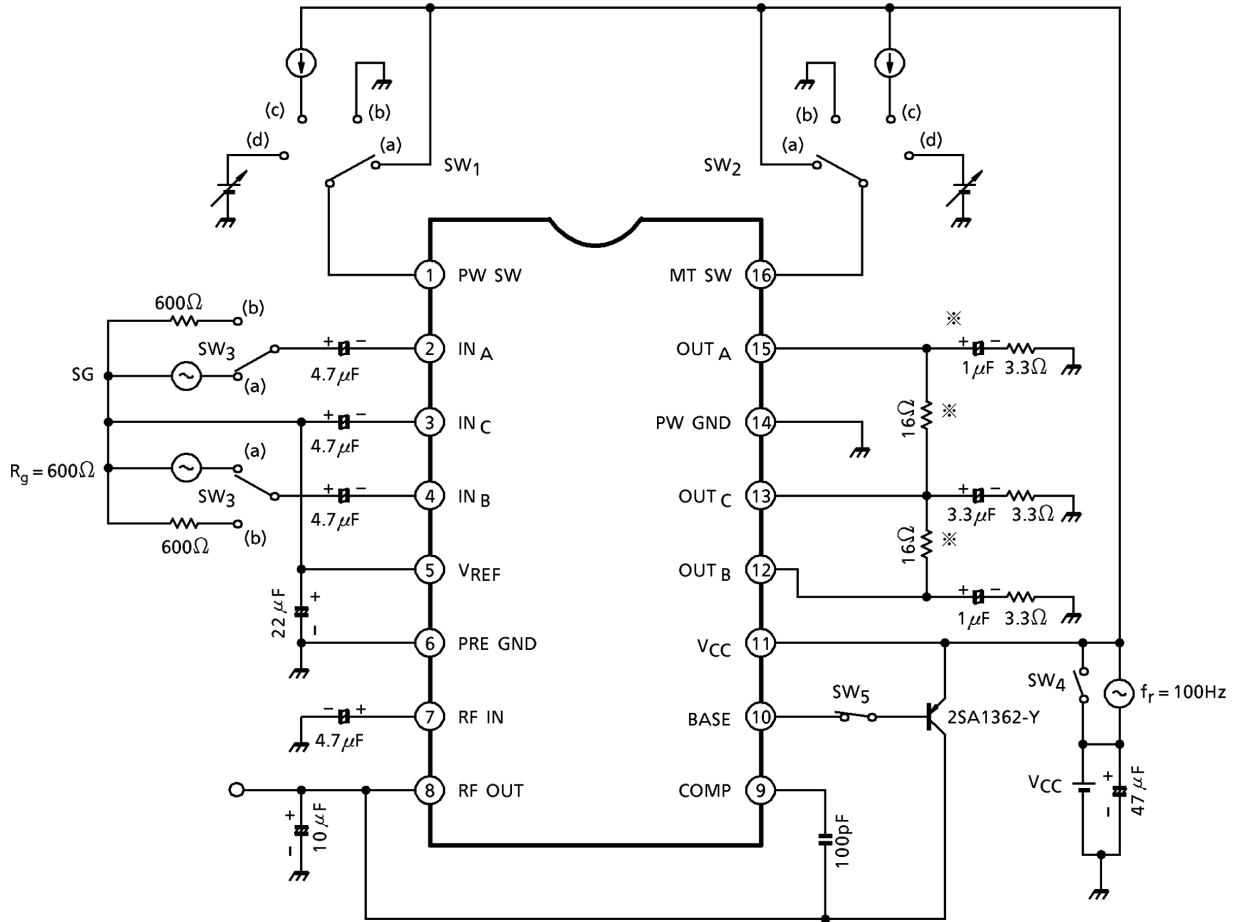 (c)
(b)
(d)
(a)
SW1
(b)
(c)
(a)
(d)
SW2
1 PW SW
MT SW 16
600Ω
(b)
SW3
+ −
4.7μF
2 INA
SG
(a)
OUTA 15
※
+ −
1μF 3.3Ω
+ −
4.7μF
3 INC
PW GND 14
16Ω ※
Rg = 600Ω
(a)
SW3
+ −
4.7μF
4 INB
(b)
600Ω
OUTC 13
+ −
3.3μF 3.3Ω
16Ω ※
5 VREF
OUTB 12
+ −
1μF 3.3Ω
22μF
+
−
6 PRE GND
VCC 11
SW4
fr = 100Hz
− +
4.7μF
7 RF IN
BASE 10
SW5
2SA1362-Y
8 RF OUT
COMP 9
+
−
10μF
100pF
VCC
+
−
47μF